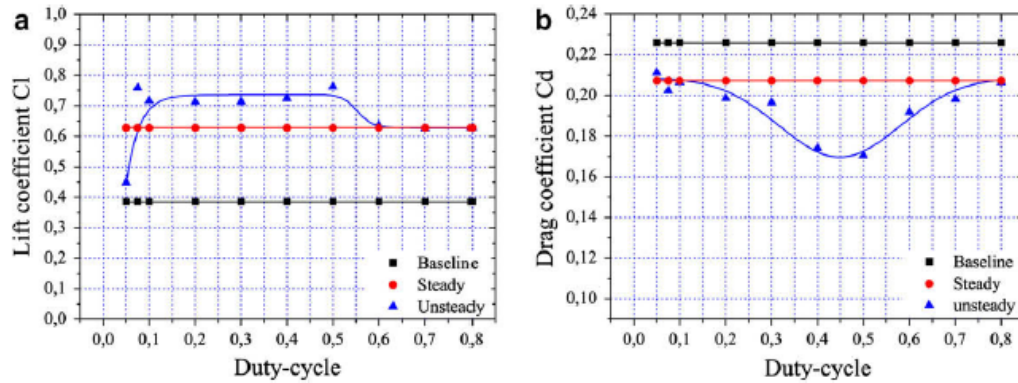 a
Lift coefficient Cl
1,0
0,9
0,8
0,7
0,6
0,5
0,4
0,3
0,2
0,1
0,0
Baseline
Steady
Unsteady
0,0 0,1 0,2 0,3 0,4 0,5 0,6 0,7 0,8
Duty-cycle
b
Drag coefficient Cd
0,24
0,22
0,20
0,18
0,16
0,14
0,12
0,10
Baseline
Steady
unsteady
0,0 0,1 0,2 0,3 0,4 0,5 0,6 0,7 0,8
Duty-cycle